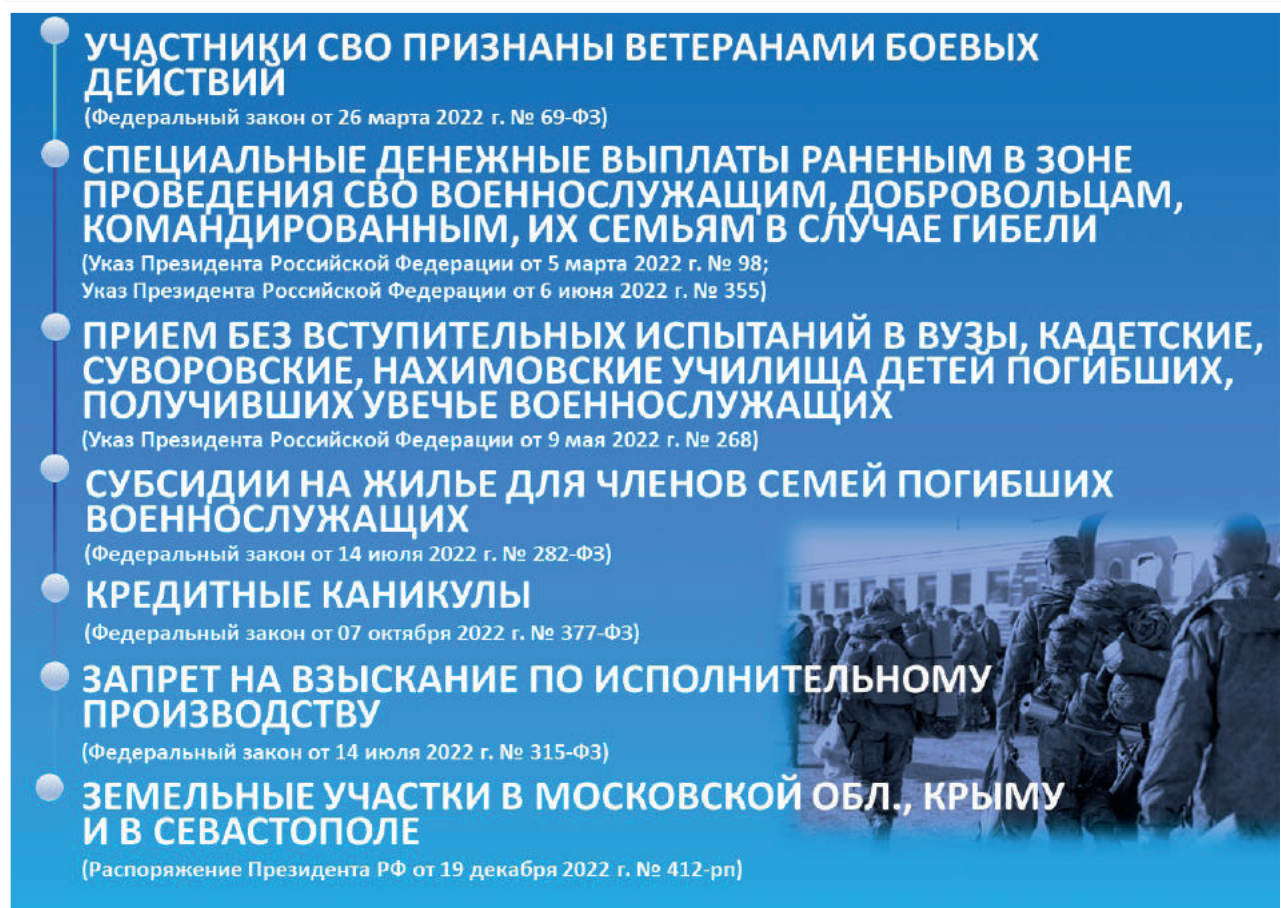 УЧАСТНИКИ СВО ПРИЗНАНЫ ВЕТЕРАНАМИ БОЕВЫХ
ДЕЙСТВИЙ
(Федеральный закон от 26 марта 2022 г. № 69-ФЗ)
СПЕЦИАЛЬНЫЕ ДЕНЕЖНЫЕ ВЫПЛАТЫ РАНЕНЫМ В ЗОНЕ
ПРОВЕДЕНИЯ СВО ВОЕННОСЛУЖАЩИМ, ДОБРОВОЛЬЦАМ,
КОМАНДИРОВАННЫМ, ИХ СЕМЬЯМ В СЛУЧАЕ ГИБЕЛИ
(Указ Президента Российской Федерации от 5 марта 2022 г. № 98;
Указ Президента Российской Федерации от 6 июня 2022 г. № 355)
ПРИЕМ БЕЗ ВСТУПИТЕЛЬНЫХ ИСПЫТАНИЙ В ВУЗЫ, КАДЕТСКИЕ,
СУВОРОВСКИЕ, НАХИМОВСКИЕ УЧИЛИЩА ДЕТЕЙ ПОГИБШИХ,
ПОЛУЧИВШИХ УВЕЧЬЕ ВОЕННОСЛУЖАЩИХ
(Указ Президента Российской Федерации от 9 мая 2022 г. № 268)
СУБСИДИИ НА ЖИЛЬЕ ДЛЯ ЧЛЕНОВ СЕМЕЙ ПОГИБШИХ
ВОЕННОСЛУЖАЩИХ
(Федеральный закон от 14 июля 2022 г. № 282-ФЗ)
КРЕДИТНЫЕ КАНИКУЛЫ
(Федеральный закон от 07 октября 2022 г. № 377-ФЗ)
ЗАПРЕТ НА ВЗЫСКАНИЕ ПО ИСПОЛНИТЕЛЬНОМУ
ПРОИЗВОДСТВУ
(Федеральный закон от 14 июля 2022 г. № 315-ФЗ)
ЗЕМЕЛЬНЫЕ УЧАСТКИ В МОСКОВСКОЙ ОБЛ., КРЫМУ
И В СЕВАСТОПОЛЕ
(Распоряжение Президента РФ от 19 декабря 2022 г. № 412-рп)